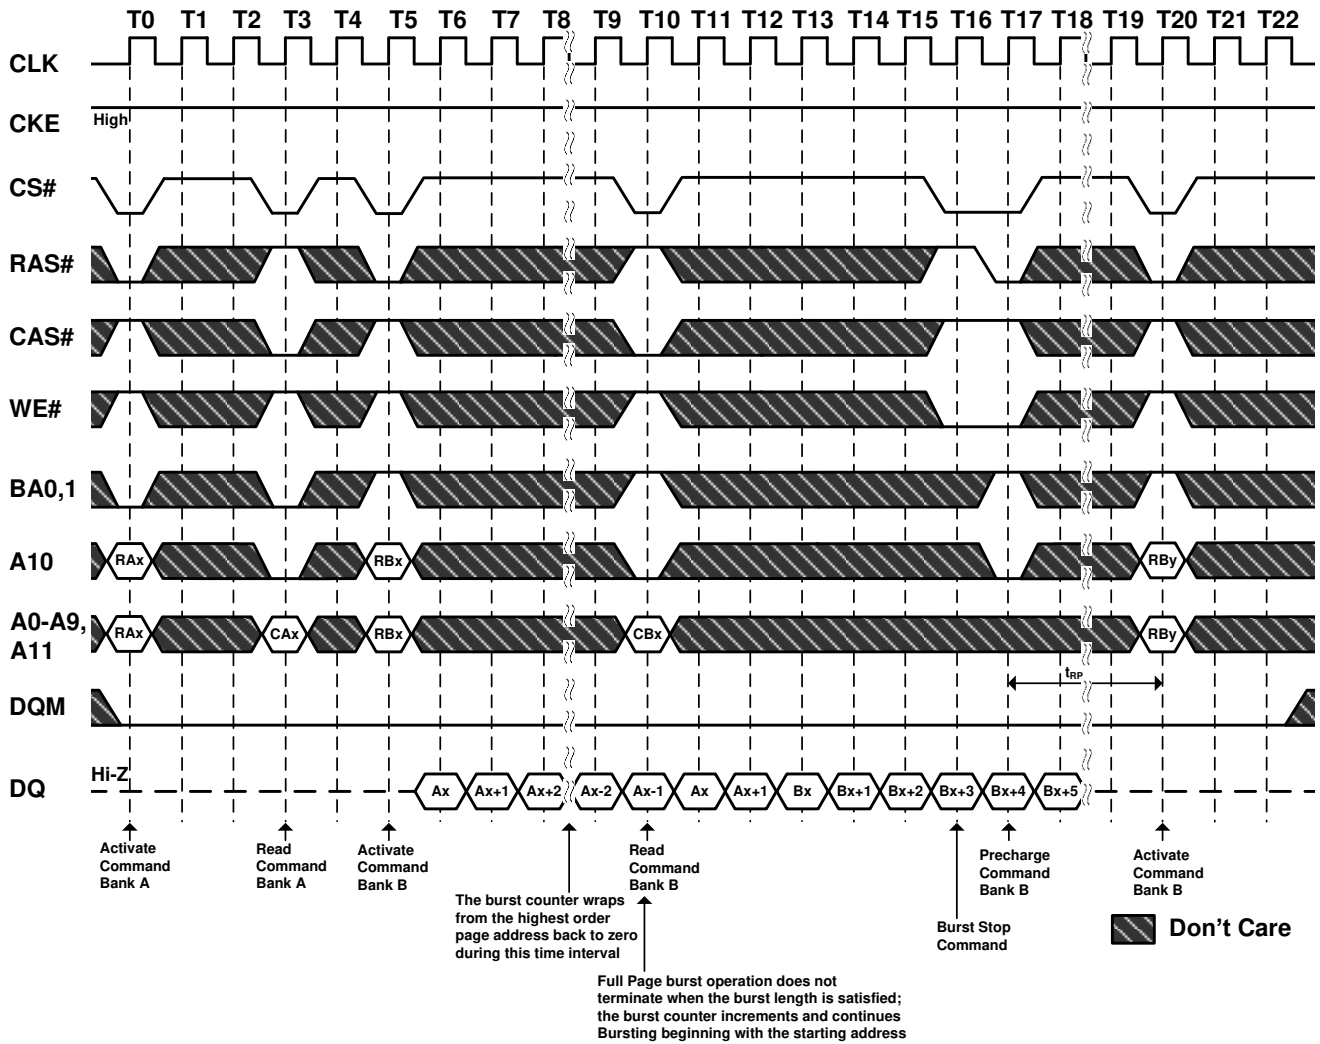 T0 T1 T2 T3 T4 T5 T6 T7 T8 T9 T10 T11 T12 T13 T14 T15 T16 T17 T18 T19 T20 T21 T22
CLK
CKE
High
CS#
RAS#
CAS#
WE#
BA0,1
A10
RAx RBx RBy
A0-A9,
A11
RAx CAx RBx CBx RBy
tRP
DQM
Hi-Z
DQ
Ax Ax+1 Ax+2 Ax-2 Ax-1 Ax Ax+1 Bx Bx+1 Bx+2 Bx+3 Bx+4 Bx+5
Activate
Command
Bank A
Read
Command
Bank A
Activate
Command
Bank B
The burst counter wraps
from the highest order
page address back to zero
during this time interval
Read
Command
Bank B
Full Page burst operation does not
terminate when the burst length is satisfied;
the burst counter increments and continues
Bursting beginning with the starting address
Burst Stop
Command
Precharge
Command
Bank B
Activate
Command
Bank B
Don't Care